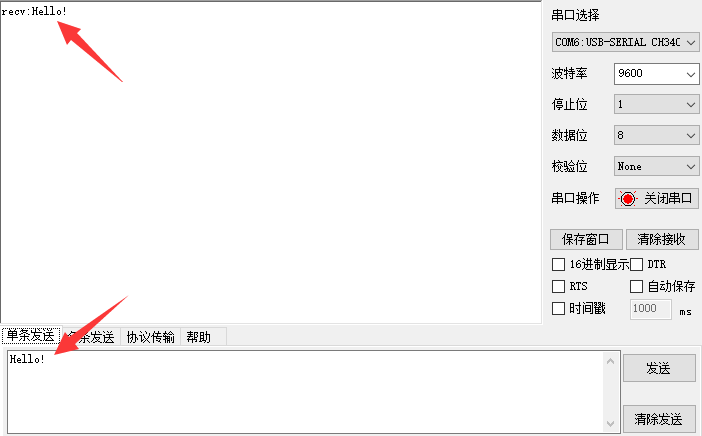 recv:Hello!
串口选择
COM6:USB-SERIAL CH340
波特率
9600
停止位
1
数据位
8
校验位
None
串口操作
关闭串口
保存窗口
清除接收
16进制显示
DTR
RTS
自动保存
时间戳
1000
ms
单条发送
条发送
协议传输
帮助
Hello!
发送
清除发送